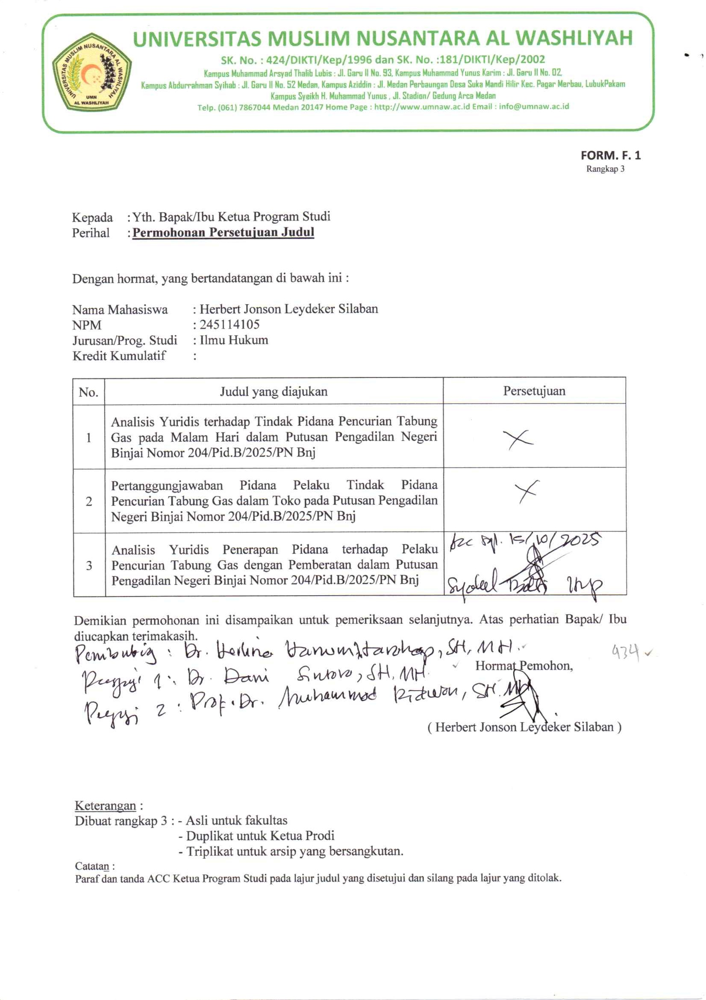 UNIVERSITAS MUSLIM NUSANTARA AL WASHLIYAH
SK. No. : 424/DIKTI/Kep/1996 dan SK. No. :181/DIKTI/Kep/2002
Kampus Muhammad Arsyad Thalib Lubis : Jl. Garu II No. 93, Kampus Muhammad Yunus Karim : Jl. Garu II No. 02,
Kampus Abdurrahman Syihab : Jl. Garu II No. 52 Medan, Kampus Aziddin : Jl. Medan Perbaungan Desa Suka Mandi Hilir Kec. Pagar Merbau, LubukPakam
Kampus Syeikh H. Muhammad Yunus , Jl. Stadion/ Gedung Arca Medan
Telp. (061) 7867044 Medan 20147 Home Page : http://www.umnaw.ac.id Email : info@umnaw.ac.id
UNIVERSITAS MUSLIM NUSANTARA AL WASHLIYAH
UMN
AL WASHLIYAH
FORM. F. 1
Rangkap 3
Kepada : Yth. Bapak/Ibu Ketua Program Studi
Perihal : Permohonan Persetujuan Judul
Dengan hormat, yang bertandatangan di bawah ini :
Nama Mahasiswa : Herbert Jonson Leydeker Silaban
NPM : 245114105
Jurusan/Prog. Studi : Ilmu Hukum
Kredit Kumulatif :
No. Judul yang diajukan Persetujuan
Analisis Yuridis terhadap Tindak Pidana Pencurian Tabung
1 Gas pada Malam Hari dalam Putusan Pengadilan Negeri
Binjai Nomor 204/Pid.B/2025/PN Bnj
Pertanggungjawaban Pidana Pelaku Tindak Pidana
2 Pencurian Tabung Gas dalam Toko pada Putusan Pengadilan
Negeri Binjai Nomor 204/Pid.B/2025/PN Bnj
15/10/2025
Analisis Yuridis Penerapan Pidana terhadap Pelaku
3 Pencurian Tabung Gas dengan Pemberatan dalam Putusan
Pengadilan Negeri Binjai Nomor 204/Pid.B/2025/PN Bnj
Demikian permohonan ini disampaikan untuk pemeriksaan selanjutnya. Atas perhatian Bapak/ Ibu
diucapkan terimakasih.
: Dr. Herlina Hanum Harahap, SH, MH.
934
Hormat Pemohon,
1 : Dr. Dani Sintara, SH, MH.
2 : Prof. Dr. Muhammad Ridwan, SH. MH
( Herbert Jonson Leydeker Silaban )
Keterangan :
Dibuat rangkap 3 : - Asli untuk fakultas
- Duplikat untuk Ketua Prodi
- Triplikat untuk arsip yang bersangkutan.
Catatan :
Paraf dan tanda ACC Ketua Program Studi pada lajur judul yang disetujui dan silang pada lajur yang ditolak.